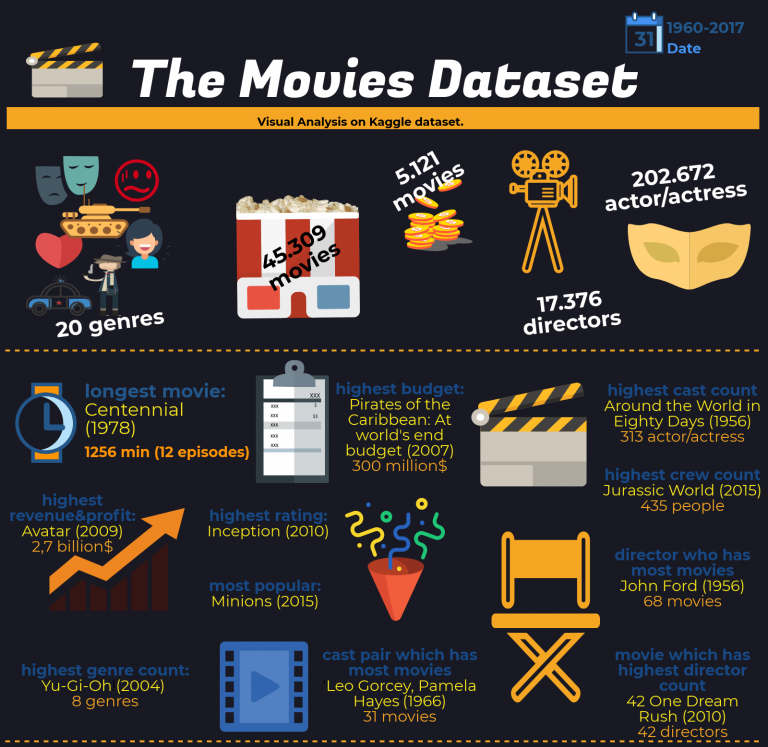 1960-2017
31
Date
The Movies Dataset
Visual Analysis on Kaggle dataset.
20 genres
45.309
movies
5.121
movies
17.376
directors
202.672
actor/actress
longest movie:
Centennial
(1978)
1256 min (12 episodes)
XXX
XXX
XXX
XXX
XXX
highest budget:
Pirates of the
Caribbean: At
world's end
budget (2007)
300 million$
highest cast count
Around the World in
Eighty Days (1956)
313 actor/actress
highest crew count
Jurassic World (2015)
435 people
highest
revenue&profit:
Avatar (2009)
2,7 billion$
highest rating:
Inception (2010)
most popular:
Minions (2015)
director who has
most movies
John Ford (1956)
68 movies
highest genre count:
Yu-Gi-Oh (2004)
8 genres
cast pair which has
most movies
Leo Gorcey, Pamela
Hayes (1966)
31 movies
movie which has
highest director
count
42 One Dream
Rush (2010)
42 directors